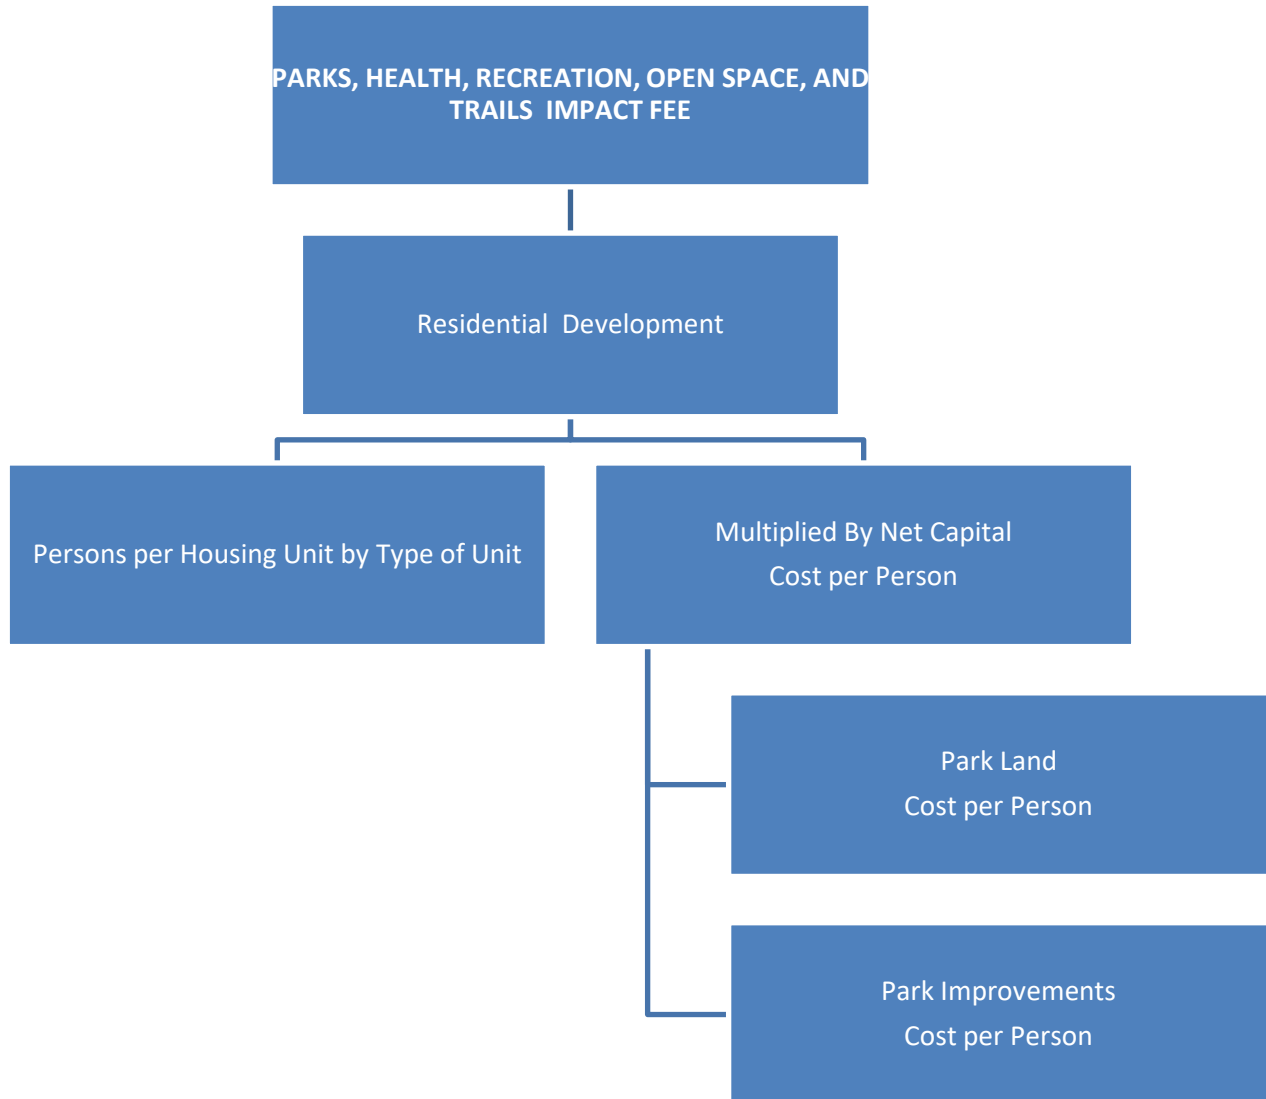 PARKS, HEALTH, RECREATION, OPEN SPACE, AND
TRAILS  IMPACT FEE
Residential  Development
Persons per Housing Unit by Type of Unit
Multiplied By Net Capital
Cost per Person
Park Land
Cost per Person
Park Improvements
Cost per Person